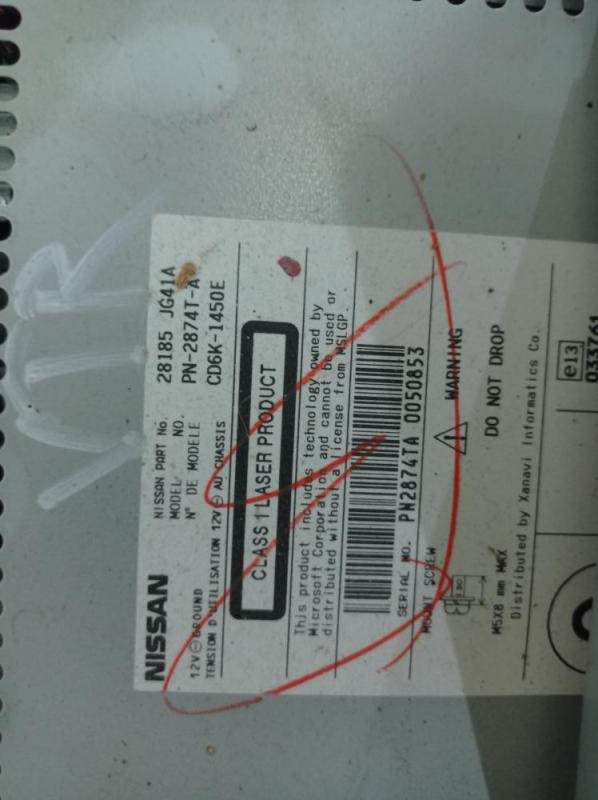 NISSAN
NISSAN PART No. 28185 JG41A
MODEL NO. PN-2874T-A
N° DE MODELE CD6K-1450E
12V⊖GROUND
TENSION D'UTILISATION 12V⊖ AU CHASSIS
CLASS 1 LASER PRODUCT
This product includes technology owned by
Microsoft Corporation and cannot be used or
distributed without a license from MSLGP.
SERIAL NO. PN2874TA 0050853
MOUNT SCREW
WARNING
M5X8 mm MAX
DO NOT DROP
Distributed by Xanavi Informatics Co.
e13
033761